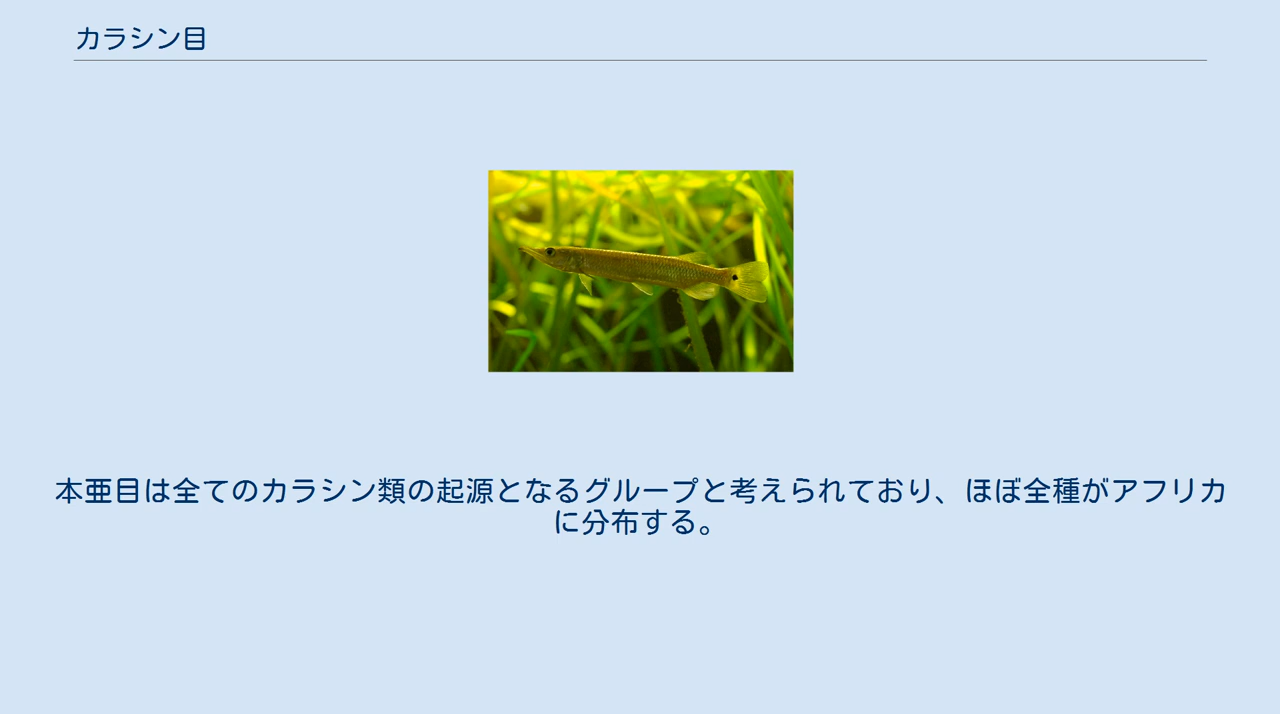 カラシン目
本亜目は全てのカラシン類の起源となるグループと考えられており、ほぼ全種がアフリカ
に分布する。